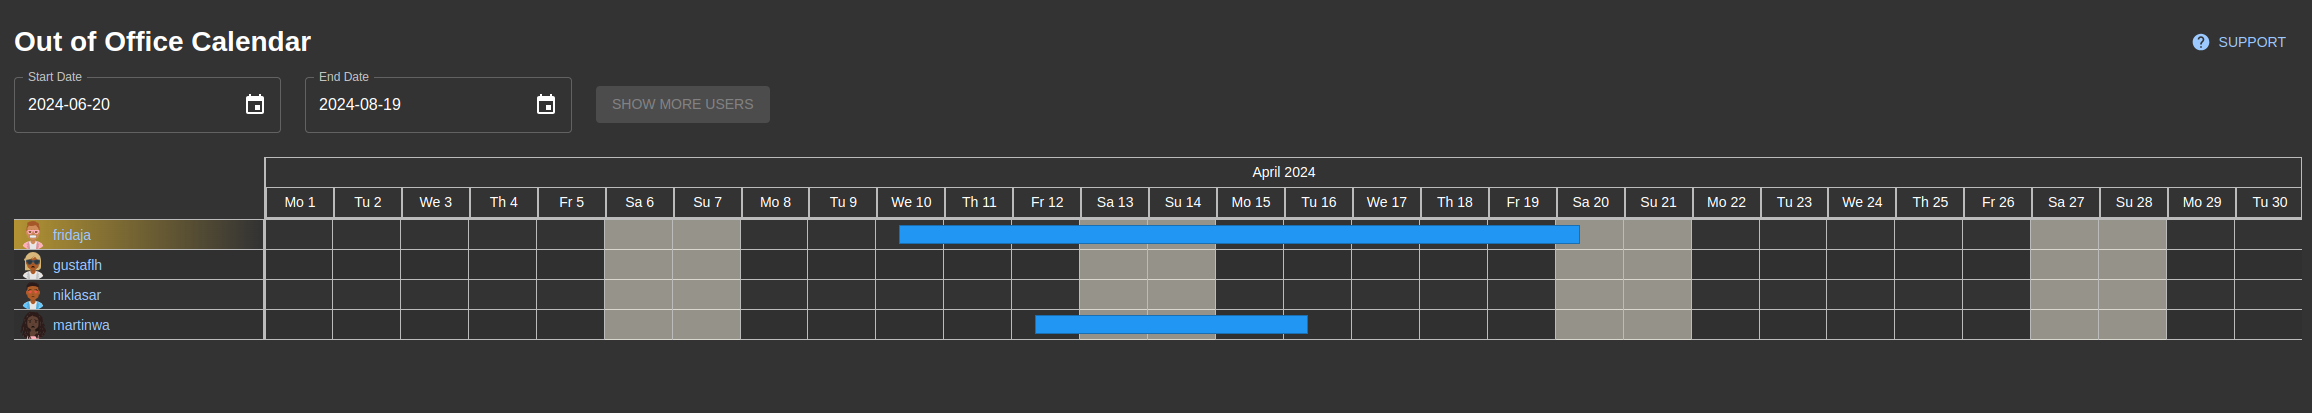 Out of Office Calendar
SUPPORT
Start Date
End Date
2024-06-20
2024-08-19
SHOW MORE USERS
April 2024
Mo 1 Tu 2 We 3 Th 4 Fr 5 Sa 6 Su 7 Mo 8 Tu 9 We 10 Th 11 Fr 12 Sa 13 Su 14 Mo 15 Tu 16 We 17 Th 18 Fr 19 Sa 20 Su 21 Mo 22 Tu 23 We 24 Th 25 Fr 26 Sa 27 Su 28 Mo 29 Tu 30
fridaja
gustaflh
niklasar
martinwa